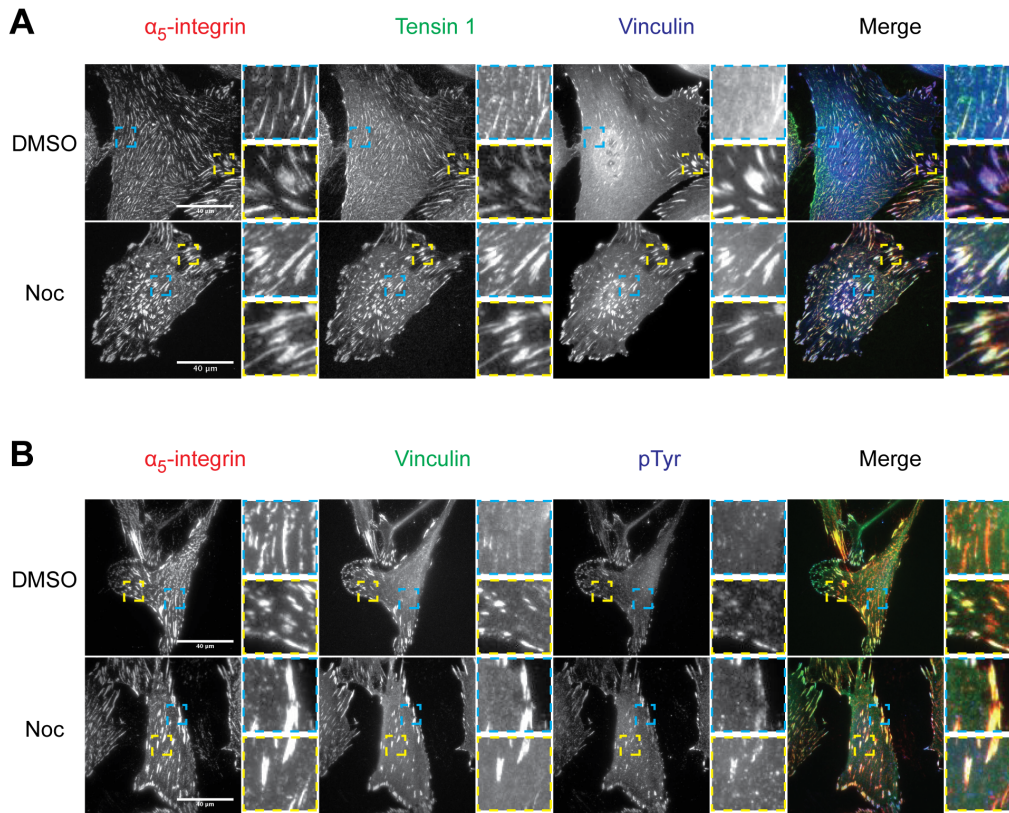 A
α5-integrin Tensin 1 Vinculin Merge
DMSO
40 μm
Noc
40 μm
B
α5-integrin Vinculin pTyr Merge
DMSO
40 μm
Noc
40 μm